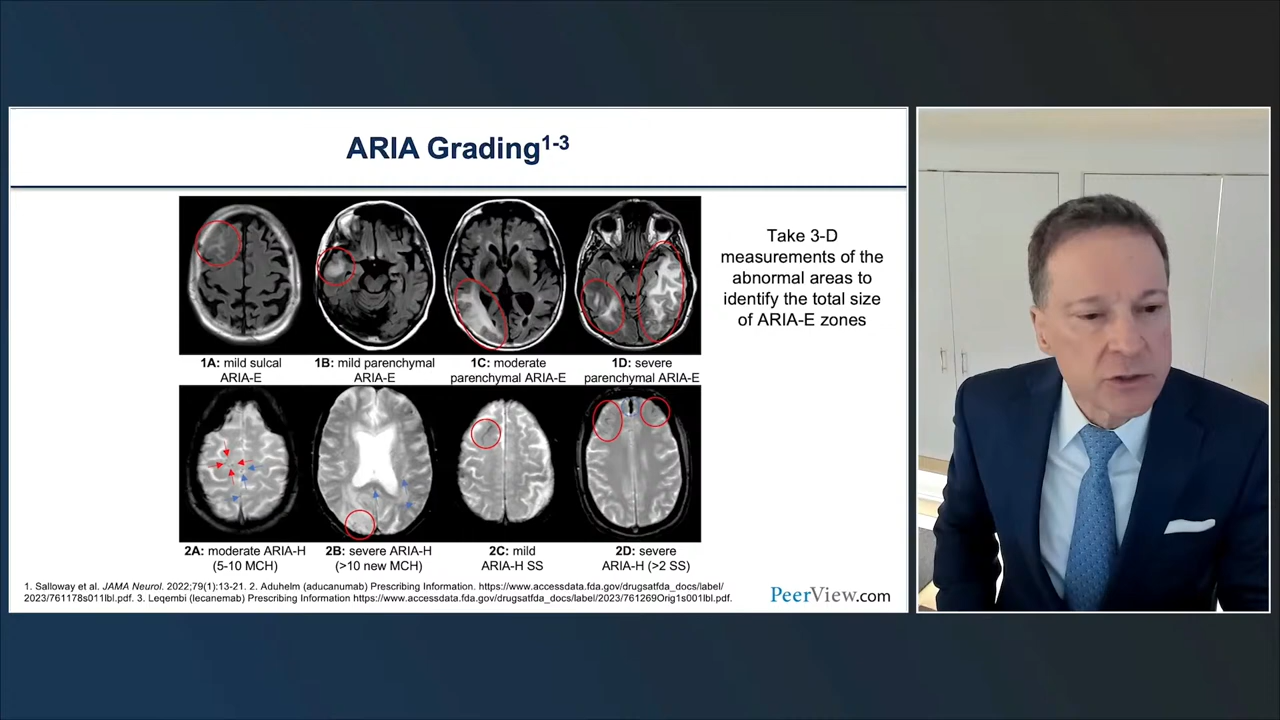 ARIA Grading1-3
Take 3-D
measurements of the
abnormal areas to
identify the total size
of ARIA-E zones
1A: mild sulcal
ARIA-E
1B: mild parenchymal
ARIA-E
1C: moderate
parenchymal ARIA-E
1D: severe
parenchymal ARIA-E
2A: moderate ARIA-H
(5-10 MCH)
2B: severe ARIA-H
(>10 new MCH)
2C: mild
ARIA-H SS
2D: severe
ARIA-H (>2 SS)
1. Salloway et al. JAMA Neurol. 2022;79(1):13-21. 2. Aduhelm (aducanumab) Prescribing Information. https://www.accessdata.fda.gov/drugsatfda_docs/label/
2023/761178s011lbl.pdf. 3. Leqembi (lecanemab) Prescribing Information https://www.accessdata.fda.gov/drugsatfda_docs/label/2023/761269Orig1s001lbl.pdf.
PeerView.com